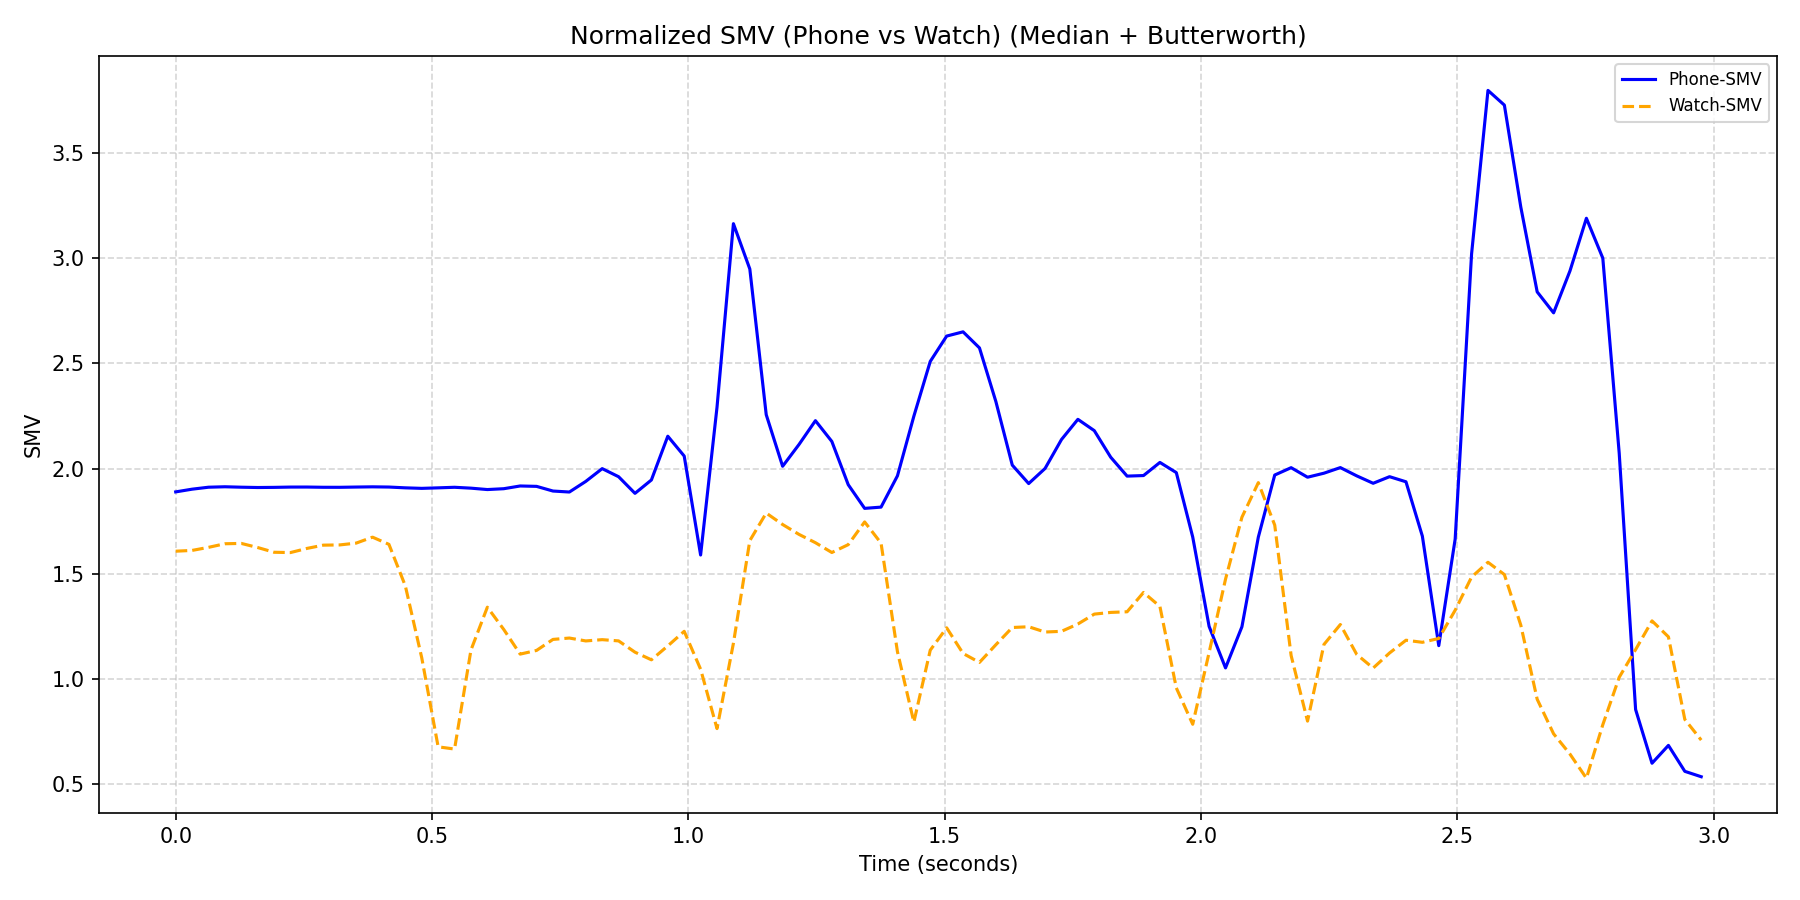 Normalized SMV (Phone vs Watch) (Median + Butterworth)
Phone-SMV
Watch-SMV
SMV
3.5
3.0
2.5
2.0
1.5
1.0
0.5
0.0 0.5 1.0 1.5 2.0 2.5 3.0
Time (seconds)